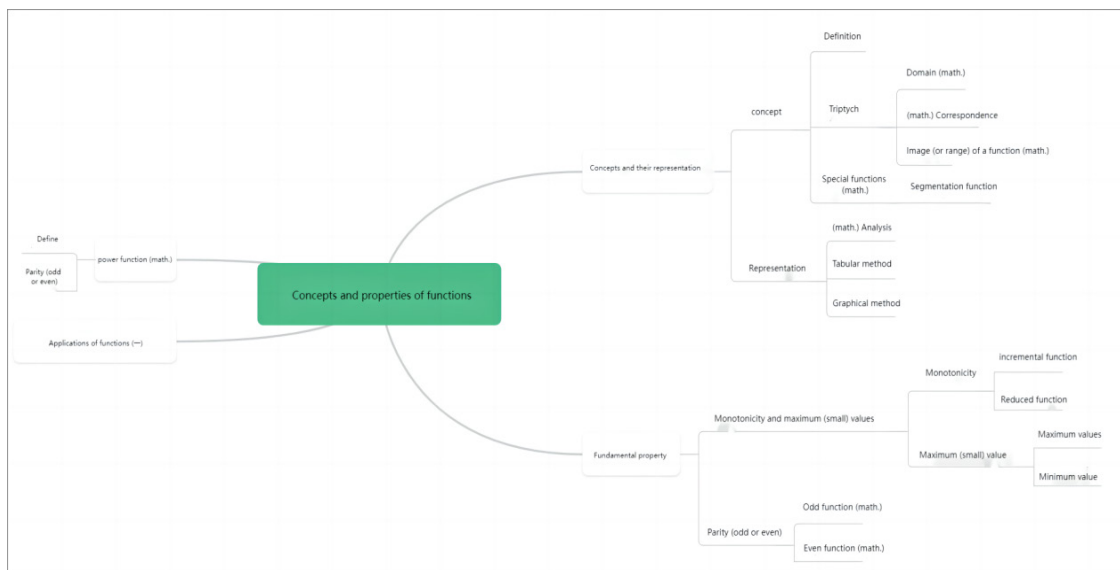 Concepts and properties of functions
Concepts and their representation
concept
Definition
Triptych
Domain (math.)
(math.) Correspondence
Image (or range) of a function (math.)
Special functions
(math.)
Segmentation function
Representation
(math.) Analysis
Tabular method
Graphical method
Fundamental property
Monotonicity and maximum (small) values
Monotonicity
incremental function
Reduced function
Maximum (small) value
Maximum values
Minimum value
Parity (odd or even)
Odd function (math.)
Even function (math.)
power function (math.)
Define
Parity (odd
or even)
Applications of functions (一)